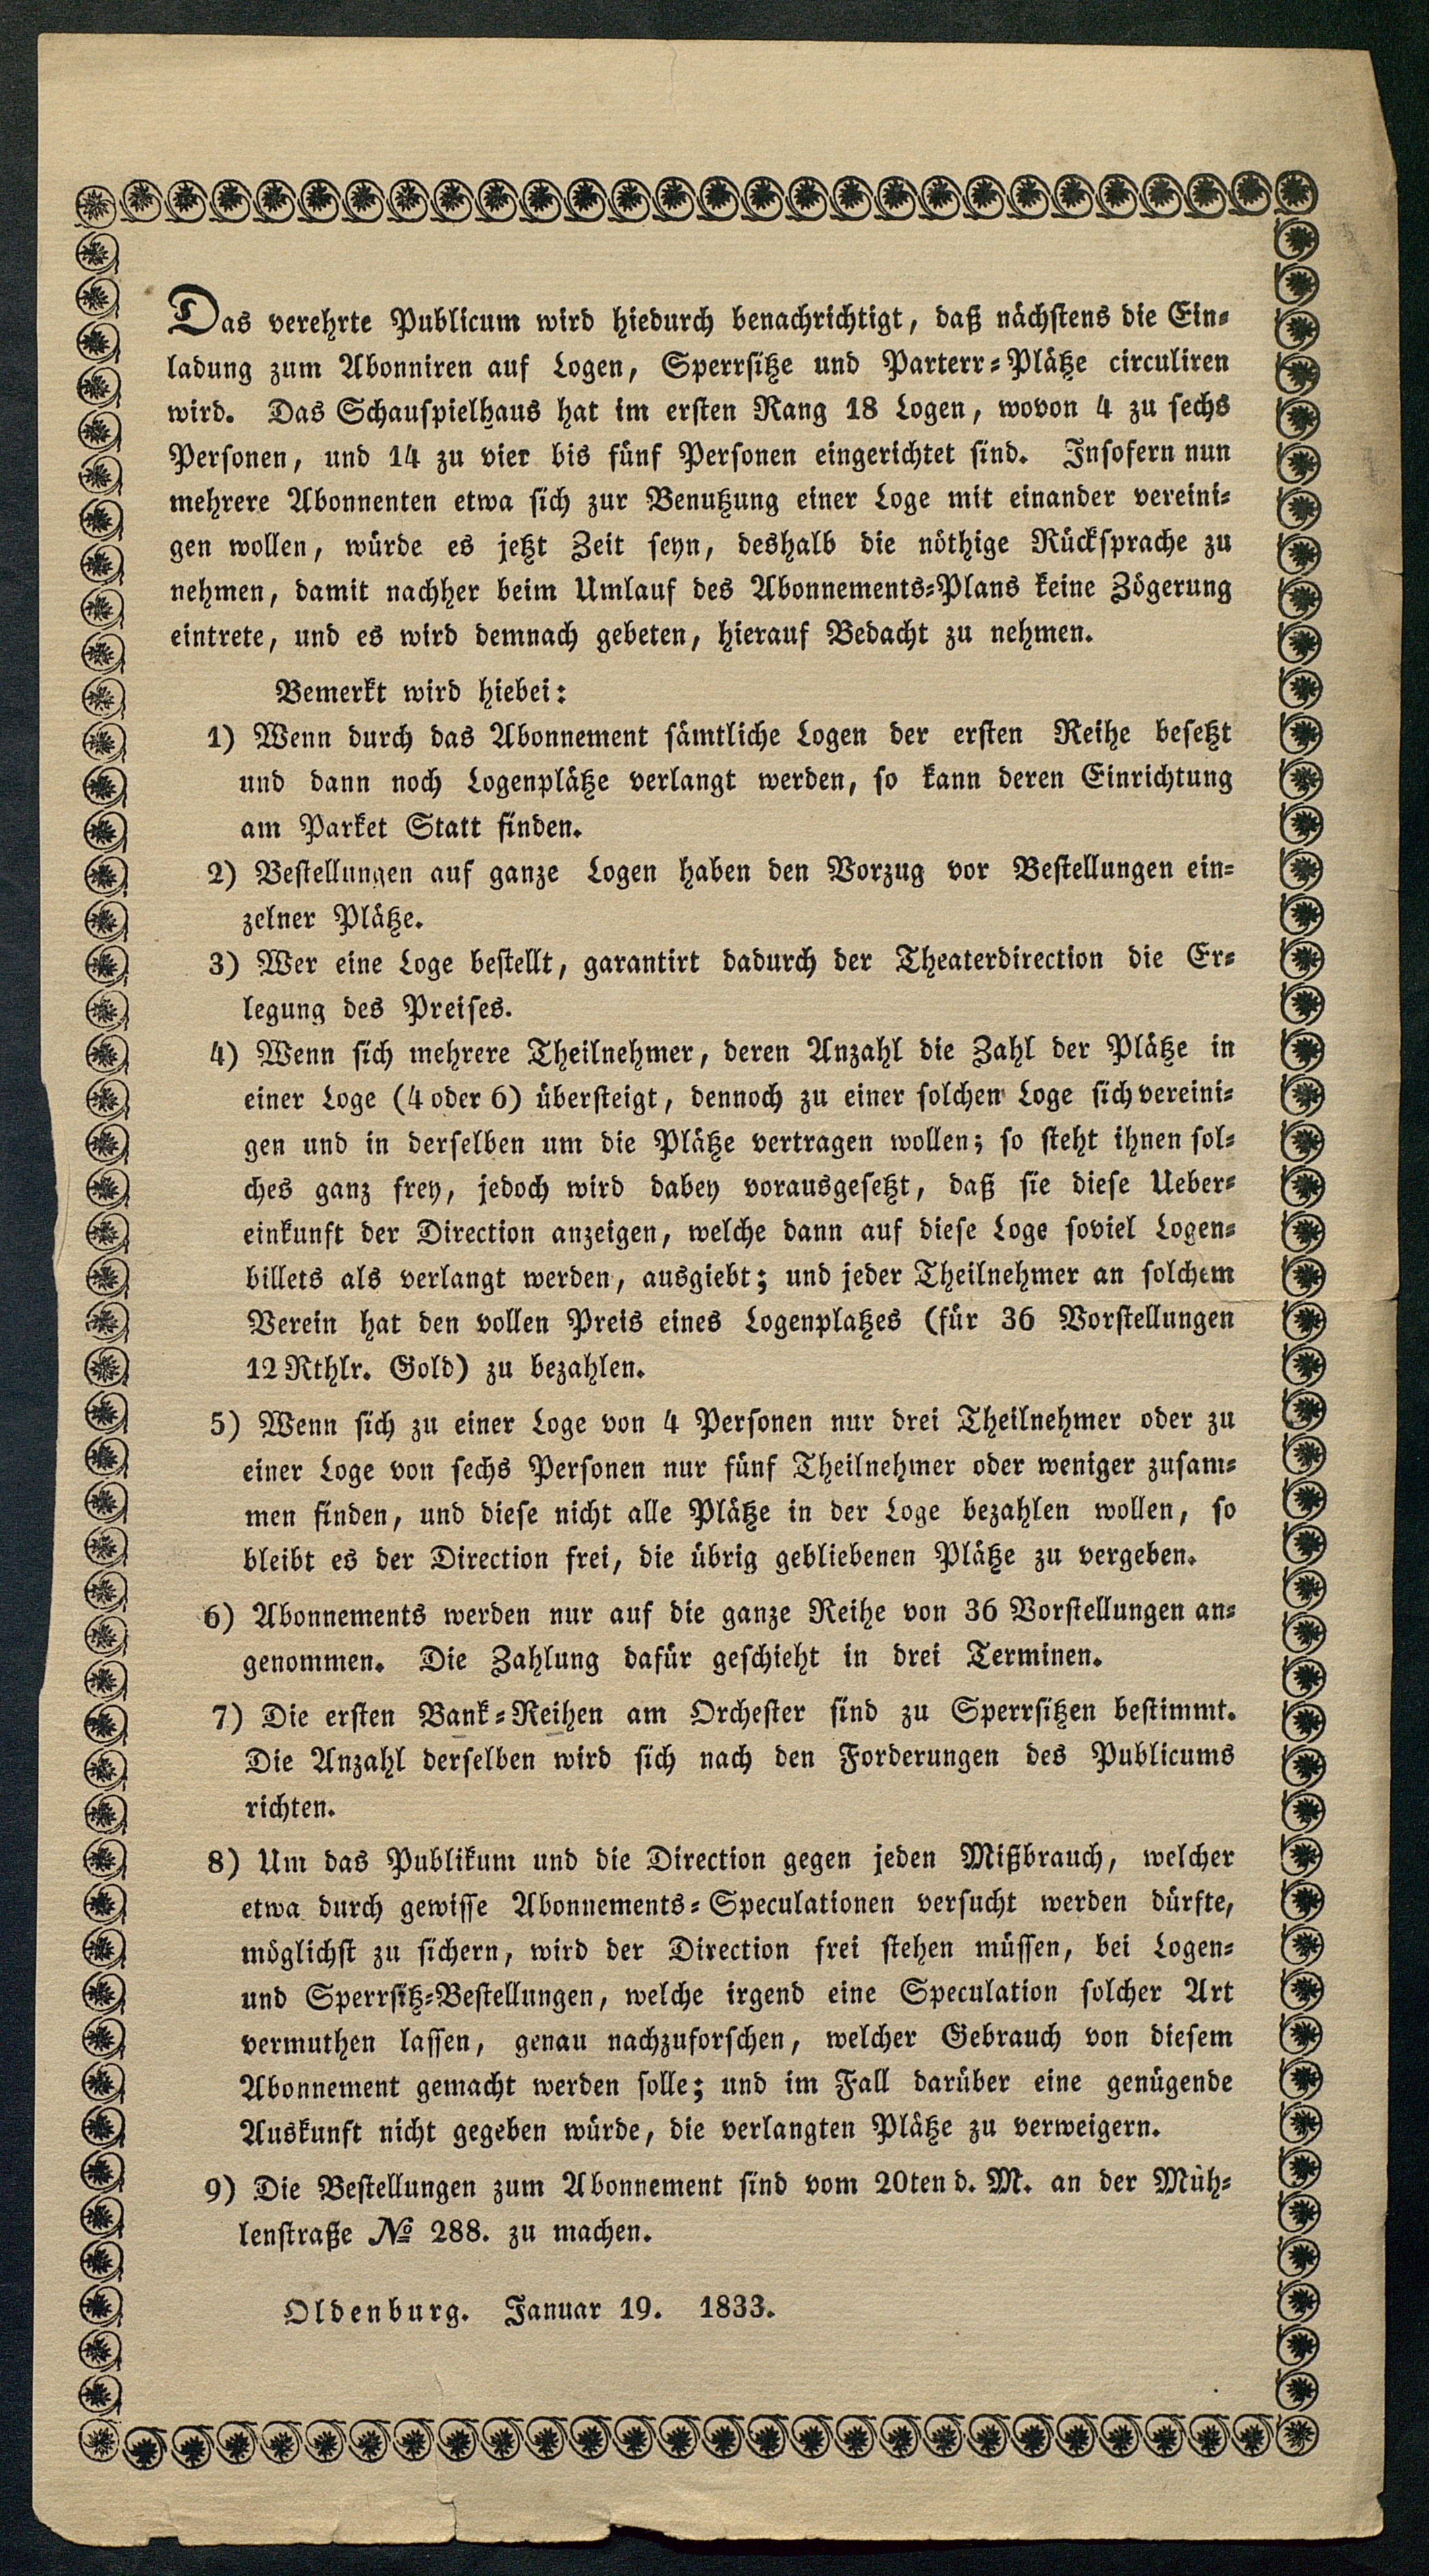 Das verehrte Publicum wird hiedurch benachrichtigt, daß nächstens die Ein-
ladung zum Abonniren auf Logen, Sperrsitze und Parterr-Plätze circuliren
wird. Das Schauspielhaus hat im ersten Rang 18 Logen, wovon 4 zu sechs
Personen, und 14 zu vier bis fünf Personen eingerichtet sind. Insofern nun
mehrere Abonnenten etwa sich zur Benutzung einer Loge mit einander vereini-
gen wollen, würde es jetzt Zeit seyn, deshalb die nöthige Rücksprache zu
nehmen, damit nachher beim Umlauf des Abonnements-Plans keine Zögerung
eintrete, und es wird demnach gebeten, hierauf Bedacht zu nehmen.
Bemerkt wird hiebei:
1) Wenn durch das Abonnement sämtliche Logen der ersten Reihe besetzt
und dann noch Logenplätze verlangt werden, so kann deren Einrichtung
am Parket Statt finden.
2) Bestellungen auf ganze Logen haben den Vorzug vor Bestellungen ein-
zelner Plätze.
3) Wer eine Loge bestellt, garantirt dadurch der Theaterdirection die Er-
legung des Preises.
4) Wenn sich mehrere Theilnehmer, deren Anzahl die Zahl der Plätze in
einer Loge (4 oder 6) übersteigt, dennoch zu einer solchen Loge sich vereini-
gen und in derselben um die Plätze vertragen wollen; so steht ihnen sol-
ches ganz frey, jedoch wird dabey vorausgesetzt, daß sie diese Ueber-
einkunft der Direction anzeigen, welche dann auf diese Loge soviel Logen-
billets als verlangt werden, ausgiebt; und jeder Theilnehmer an solchem
Verein hat den vollen Preis eines Logenplatzes (für 36 Vorstellungen
12 Rthlr. Gold) zu bezahlen.
5) Wenn sich zu einer Loge von 4 Personen nur drei Theilnehmer oder zu
einer Loge von sechs Personen nur fünf Theilnehmer oder weniger zusam-
men finden, und diese nicht alle Plätze in der Loge bezahlen wollen, so
bleibt es der Direction frei, die übrig gebliebenen Plätze zu vergeben.
6) Abonnements werden nur auf die ganze Reihe von 36 Vorstellungen an-
genommen. Die Zahlung dafür geschieht in drei Terminen.
7) Die ersten Bank-Reihen am Orchester sind zu Sperrsitzen bestimmt.
Die Anzahl derselben wird sich nach den Forderungen des Publicums
richten.
8) Um das Publikum und die Direction gegen jeden Mißbrauch, welcher
etwa durch gewisse Abonnements-Speculationen versucht werden dürfte,
möglichst zu sichern, wird der Direction frei stehen müssen, bei Logen-
und Sperrsitz-Bestellungen, welche irgend eine Speculation solcher Art
vermuthen lassen, genau nachzuforschen, welcher Gebrauch von diesem
Abonnement gemacht werden solle; und im Fall darüber eine genügende
Auskunft nicht gegeben würde, die verlangten Plätze zu verweigern.
9) Die Bestellungen zum Abonnement sind vom 20ten d. M. an der Müh-
lenstraße № 288. zu machen.
Oldenburg. Januar 19. 1833.